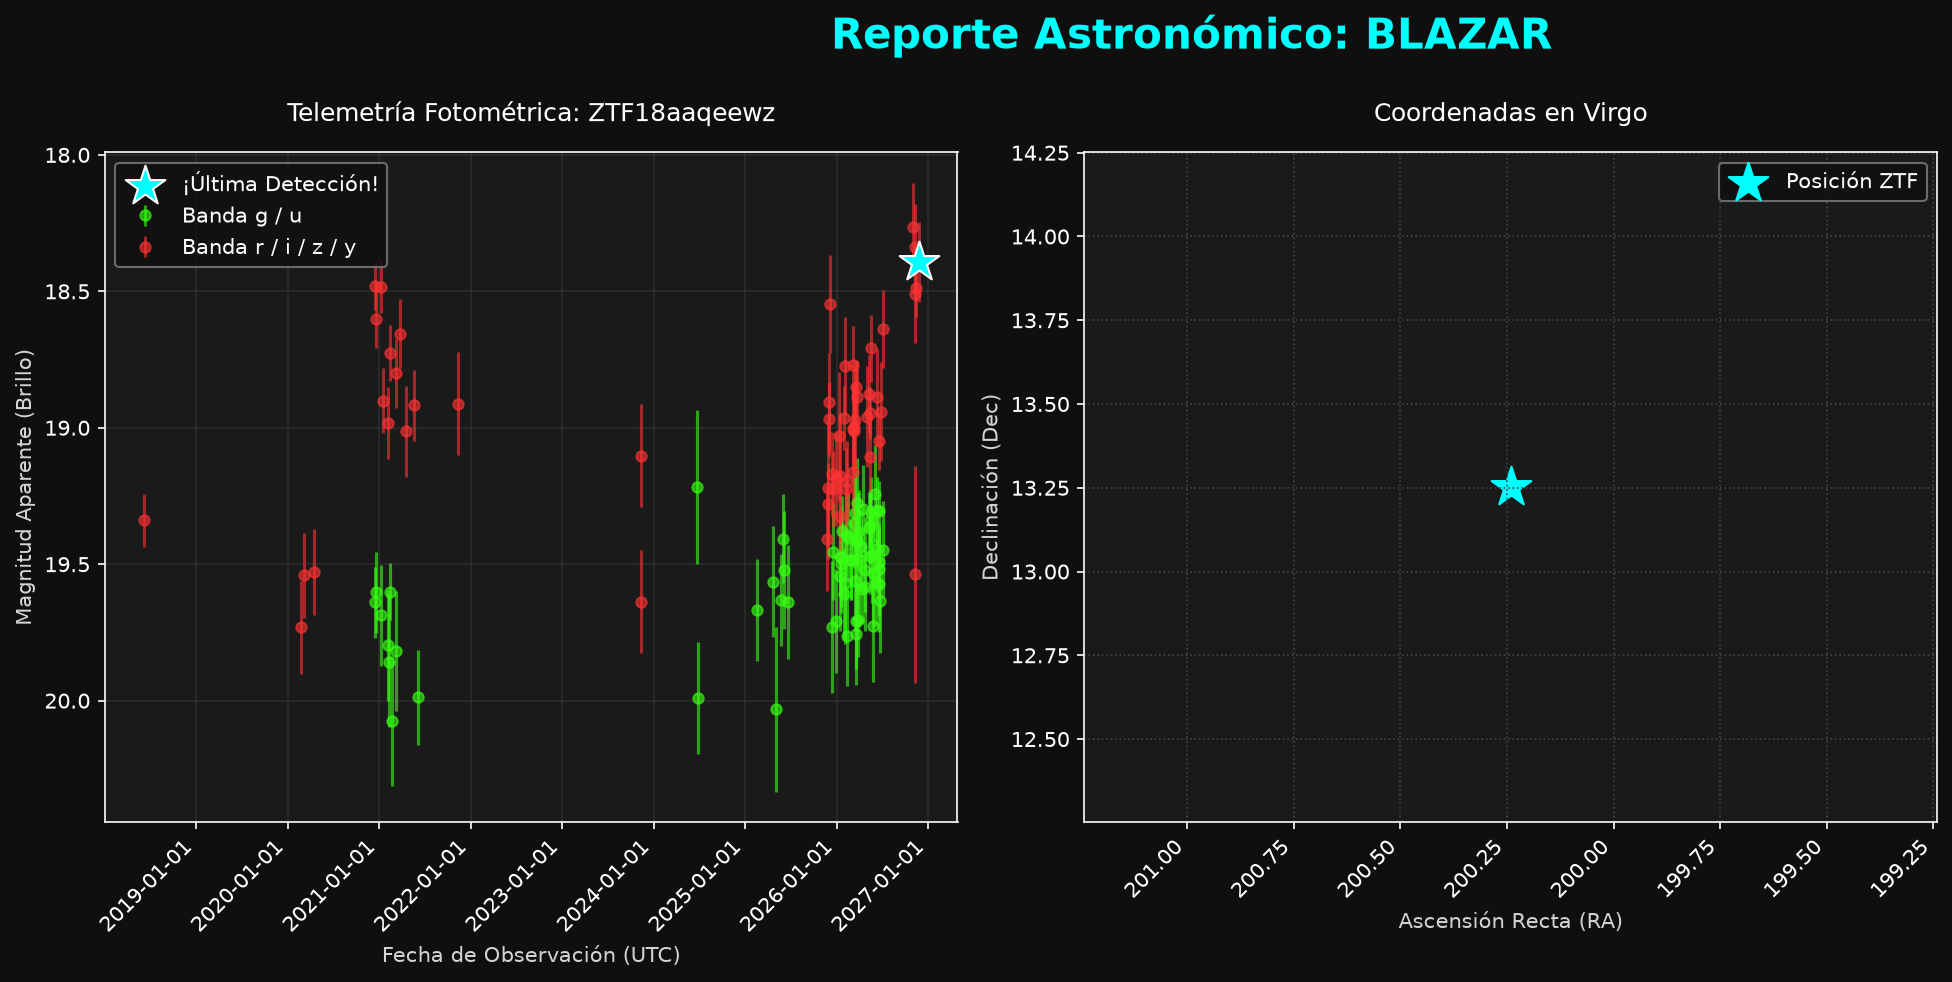 Reporte Astronómico: BLAZAR
Telemetría Fotométrica: ZTF18aaqeewz
¡Última Detección!
Banda g / u
Banda r / i / z / y
Magnitud Aparente (Brillo)
18.0
18.5
19.0
19.5
20.0
2019-01-01
2020-01-01
2021-01-01
2022-01-01
2023-01-01
2024-01-01
2025-01-01
2026-01-01
2027-01-01
Fecha de Observación (UTC)
Coordenadas en Virgo
Posición ZTF
Declinación (Dec)
14.25
14.00
13.75
13.50
13.25
13.00
12.75
12.50
201.00
200.75
200.50
200.25
200.00
199.75
199.50
199.25
Ascensión Recta (RA)